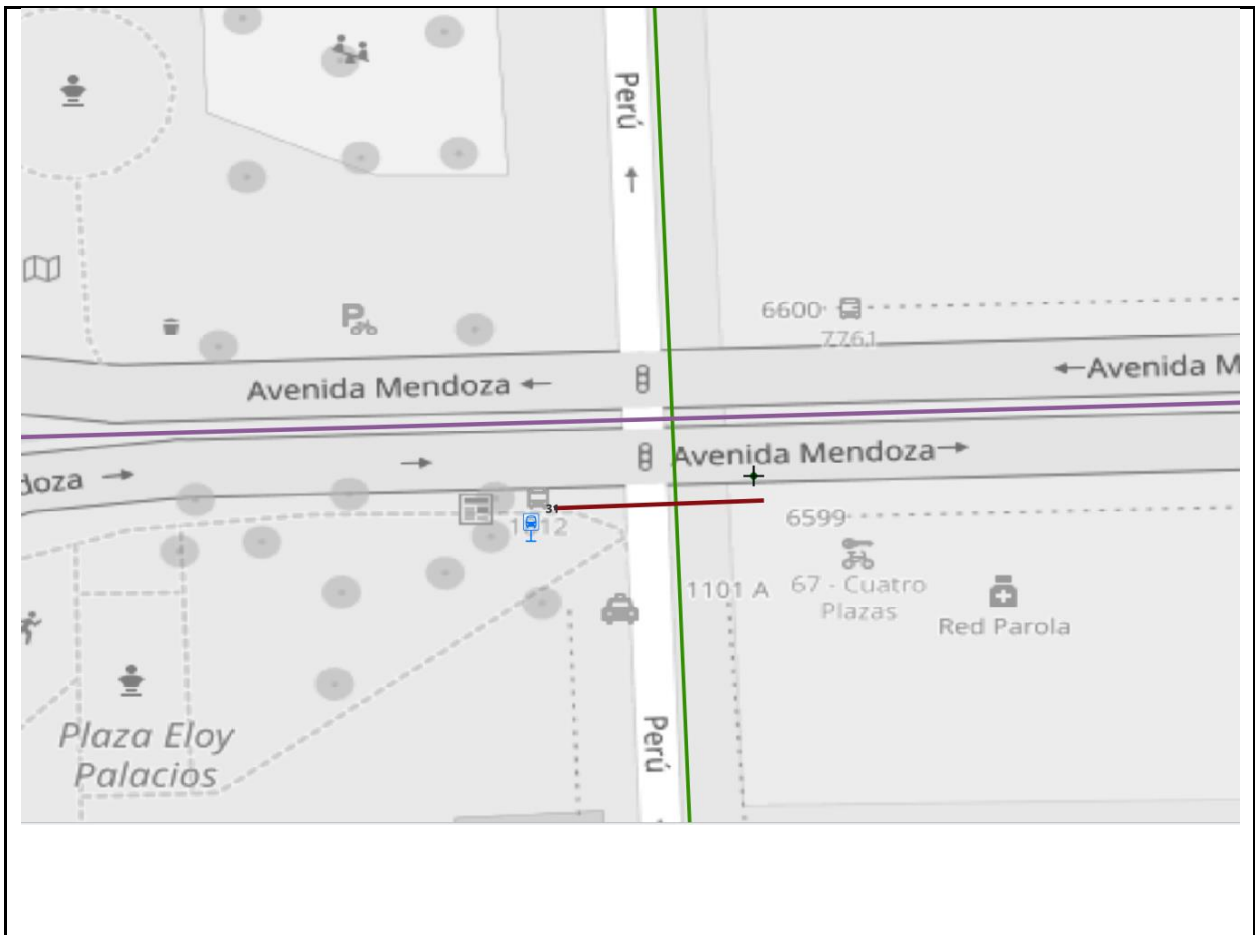 Perú
6600
7761
Avenida Mendoza
Avenida M
Avenida Mendoza
doza
6599
1101 A
67 - Cuatro
Plazas
Red Parola
Perú
Plaza Eloy
Palacios